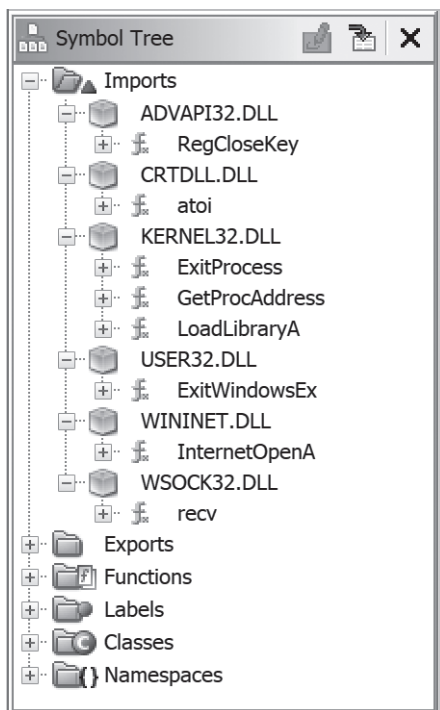 Symbol Tree
Imports
ADVAPI32.DLL
RegCloseKey
CRTDLL.DLL
atoi
KERNEL32.DLL
ExitProcess
GetProcAddress
LoadLibraryA
USER32.DLL
ExitWindowsEx
WININET.DLL
InternetOpenA
WSOCK32.DLL
recv
Exports
Functions
Labels
Classes
Namespaces